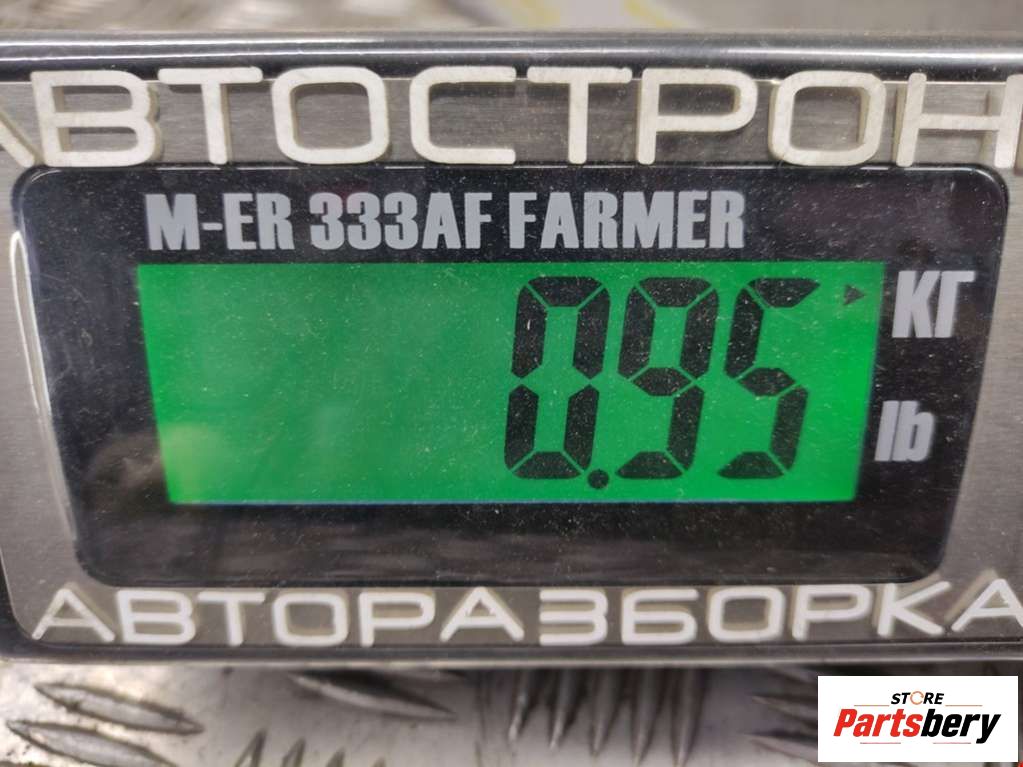 АВТОСТРОН
M-ER 333AF FARMER
0.95
КГ
lb
АВТОРАЗБОРКА
STORE
Partsbery